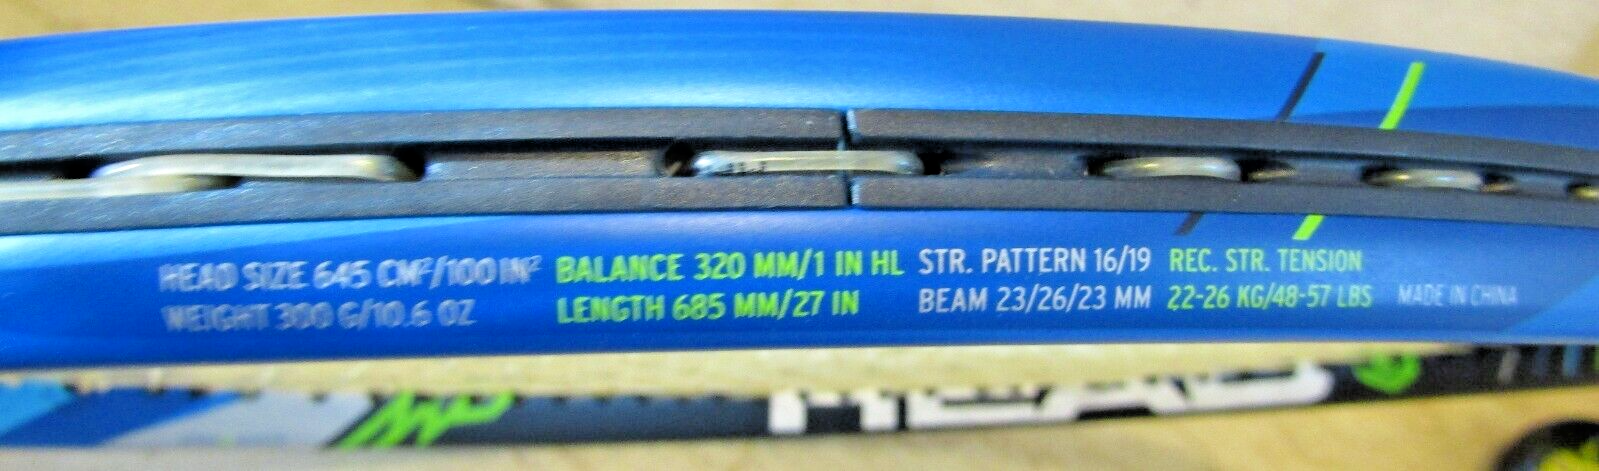 HEAD SIZE 645 CM²/100 IN² BALANCE 320 MM/1 IN HL STR. PATTERN 16/19 REC. STR. TENSION
WEIGHT 300 G/10.6 OZ LENGTH 685 MM/27 IN BEAM 23/26/23 MM 22-26 KG/48-57 LBS MADE IN CHINA
HEAD